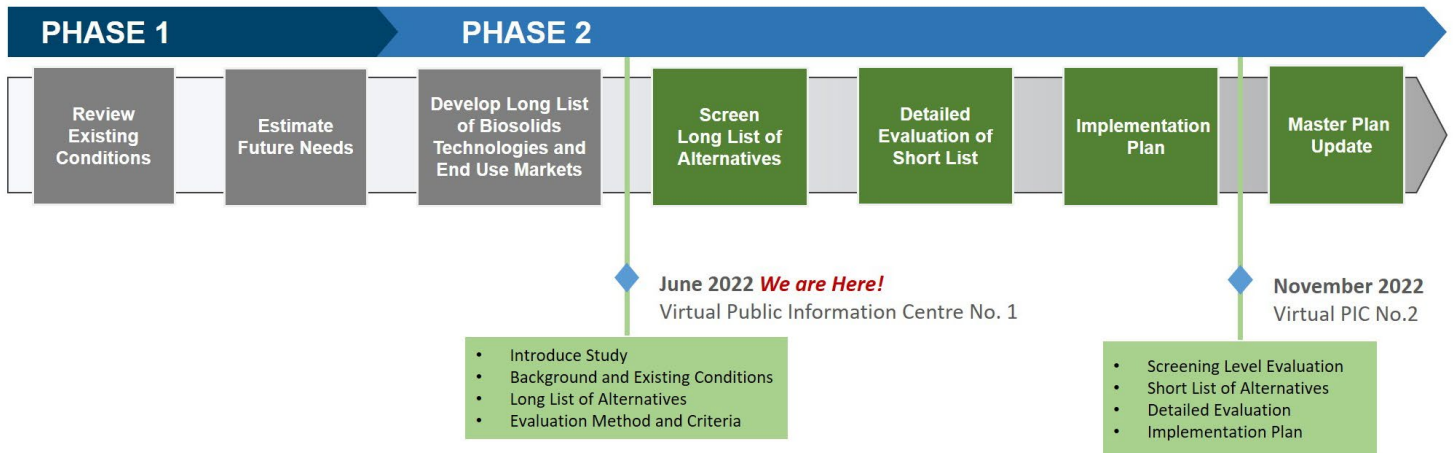 PHASE 1
PHASE 2
Review
Existing
Conditions
Estimate
Future Needs
Develop Long List
of Biosolids
Technologies and
End Use Markets
Screen
Long List of
Alternatives
Detailed
Evaluation of
Short List
Implementation
Plan
Master Plan
Update
June 2022 We are Here!
Virtual Public Information Centre No. 1
• Introduce Study
• Background and Existing Conditions
• Long List of Alternatives
• Evaluation Method and Criteria
November 2022
Virtual PIC No.2
• Screening Level Evaluation
• Short List of Alternatives
• Detailed Evaluation
• Implementation Plan